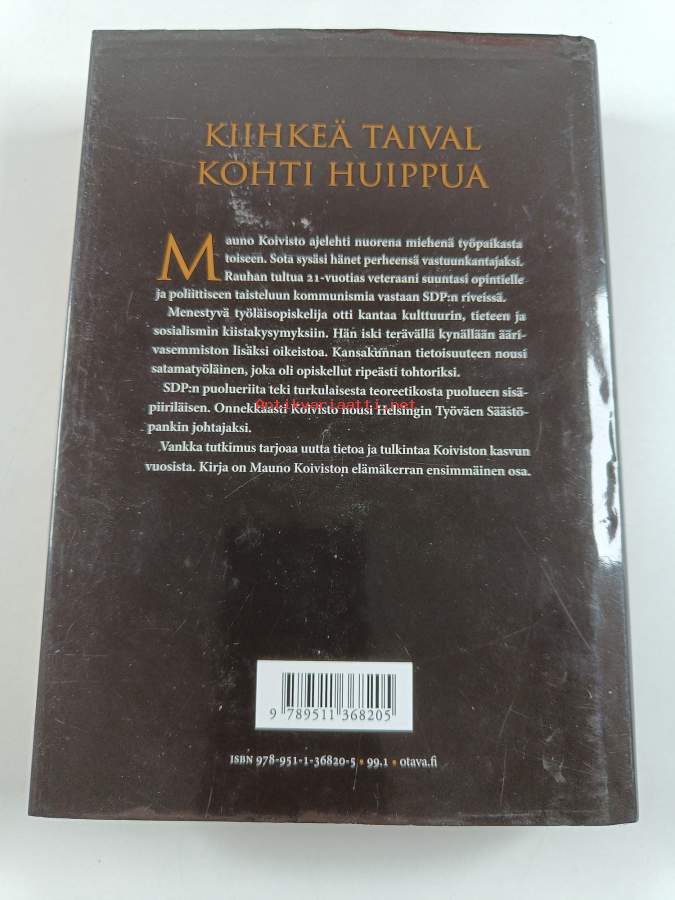 KIIHKEÄ TAIVAL
KOHTI HUIPPUA
Mauno Koivisto ajelehti nuorena miehenä työpaikasta
toiseen. Sota sysäsi hänet perheensä vastuunkantajaksi.
Rauhan tultua 21-vuotias veteraani suuntasi opintielle
ja poliittiseen taisteluun kommunismia vastaan SDP:n riveissä.
Menestyvä työläisopiskelija otti kantaa kulttuurin, tieteen ja
sosialismin kiistakysymyksiin. Hän iski terävällä kynällään ääri-
vasemmiston lisäksi oikeistoa. Kansakunnan tietoisuuteen nousi
satamatyöläinen, joka oli opiskellut ripeästi tohtoriksi.
SDP:n puolueriita teki turkulaisesta teoreetikosta puolueen sisä-
piiriläisen. Onnekkaasti Koivisto nousi Helsingin Työväen Säästö-
pankin johtajaksi.
Antikvariaatti.net
Vankka tutkimus tarjoaa uutta tietoa ja tulkintaa Koiviston kasvun
vuosista. Kirja on Mauno Koiviston elämäkerran ensimmäinen osa.
9 789511 368205
ISBN 978-951-1-36820-5 • 99.1 • otava.fi